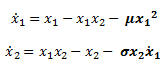 ẋ₁ = x₁ − x₁x₂ − μx₁²
ẋ₂ = x₁x₂ − x₂ − σx₂ẋ₁